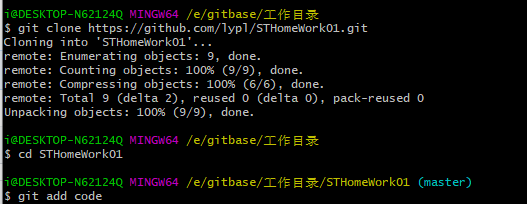 i@DESKTOP-N62124Q MINGW64 /e/gitbase/工作目录
$ git clone https://github.com/lypl/STHomeWork01.git
Cloning into 'STHomeWork01'...
remote: Enumerating objects: 9, done.
remote: Counting objects: 100% (9/9), done.
remote: Compressing objects: 100% (6/6), done.
remote: Total 9 (delta 2), reused 0 (delta 0), pack-reused 0
Unpacking objects: 100% (9/9), done.
i@DESKTOP-N62124Q MINGW64 /e/gitbase/工作目录
$ cd STHomeWork01
i@DESKTOP-N62124Q MINGW64 /e/gitbase/工作目录/STHomeWork01 (master)
$ git add code